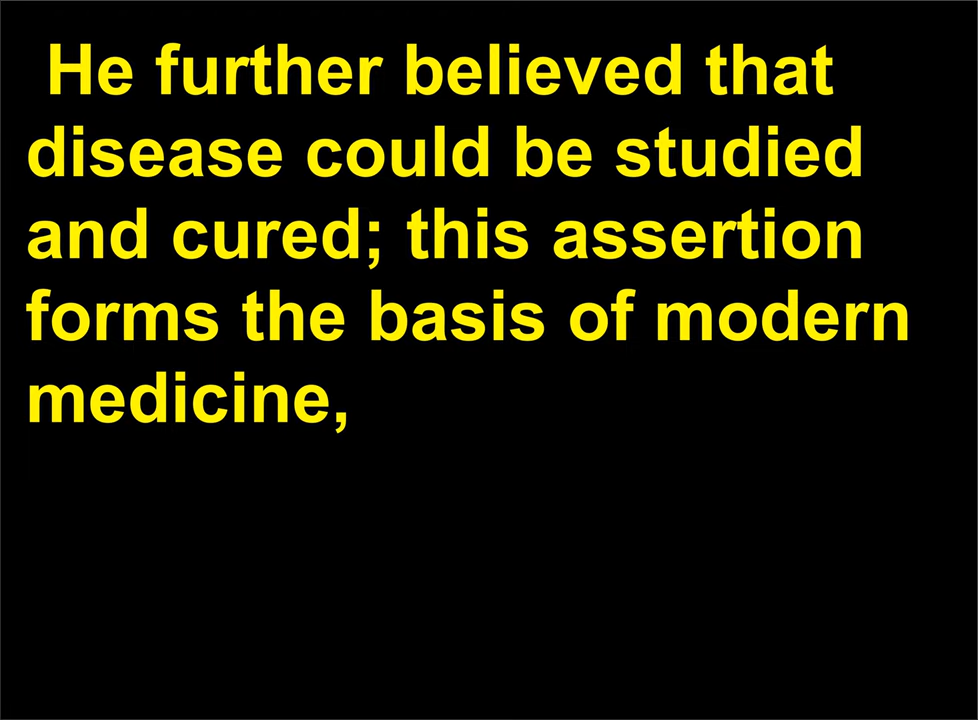 He further believed that
disease could be studied
and cured; this assertion
forms the basis of modern
medicine,